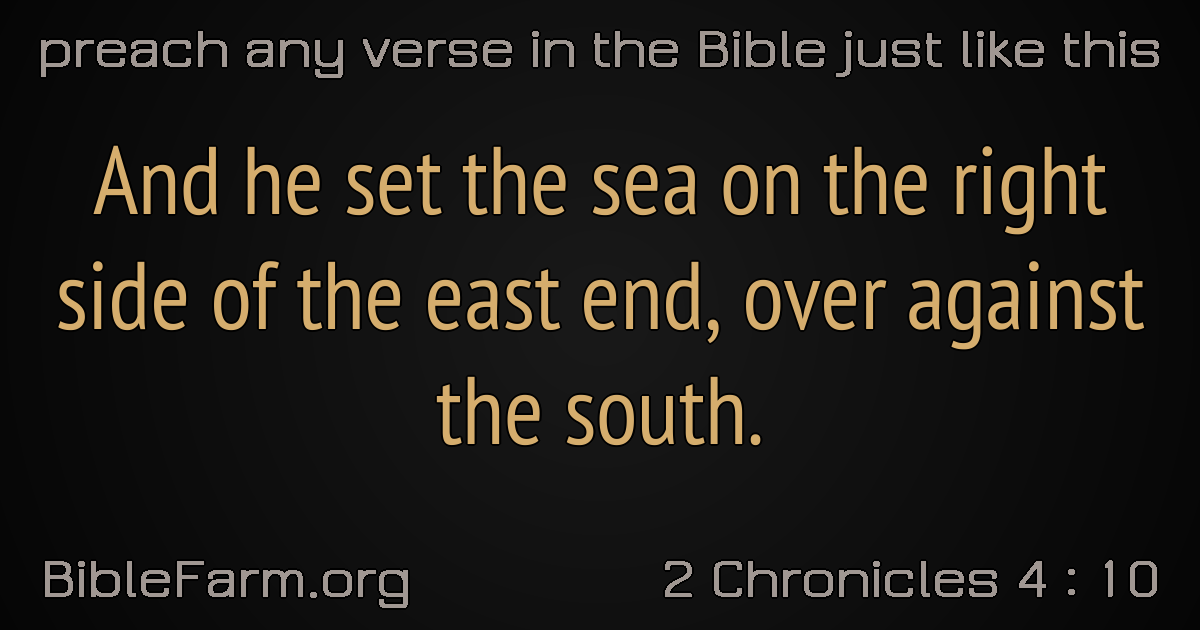 preach any verse in the Bible just like this
And he set the sea on the right
side of the east end, over against
the south.
BibleFarm.org
2 Chronicles 4 : 10